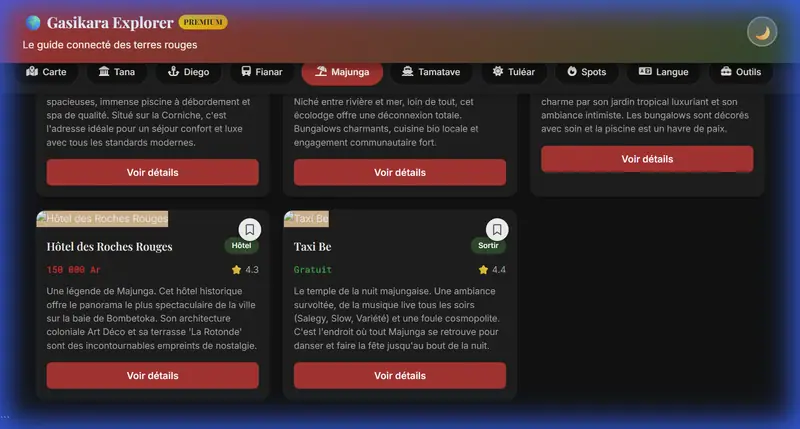 Gasikara Explorer PREMIUM
Le guide connecté des terres rouges
Carte Tana Diego Fianar Majunga Tamatave Tuléar Spots Langue Outils
spacieuses, immense piscine à débordement et
spa de qualité. Situé sur la Corniche, c'est
l'adresse idéale pour un séjour confort et luxe
avec tous les standards modernes.
Voir détails
Niché entre rivière et mer, loin de tout, cet
écolodge offre une déconnexion totale.
Bungalows charmants, cuisine bio locale et
engagement communautaire fort.
Voir détails
charme par son jardin tropical luxuriant et son
ambiance intimiste. Les bungalows sont décorés
avec soin et la piscine est un havre de paix.
Voir détails
Hôtel des Roches Rouges
Hôtel des Roches Rouges
Hôtel
150 000 Ar
4.3
Une légende de Majunga. Cet hôtel historique
offre le panorama le plus spectaculaire de la ville
sur la baie de Bombetoka. Son architecture
coloniale Art Déco et sa terrasse 'La Rotonde'
sont des incontournables empreints de nostalgie.
Voir détails
Taxi Be
Taxi Be
Sortir
Gratuit
4.4
Le temple de la nuit majungaise. Une ambiance
survoltée, de la musique live tous les soirs
(Salegy, Slow, Variété) et une foule cosmopolite.
C'est l'endroit où tout Majunga se retrouve pour
danser et faire la fête jusqu'au bout de la nuit.
Voir détails
...